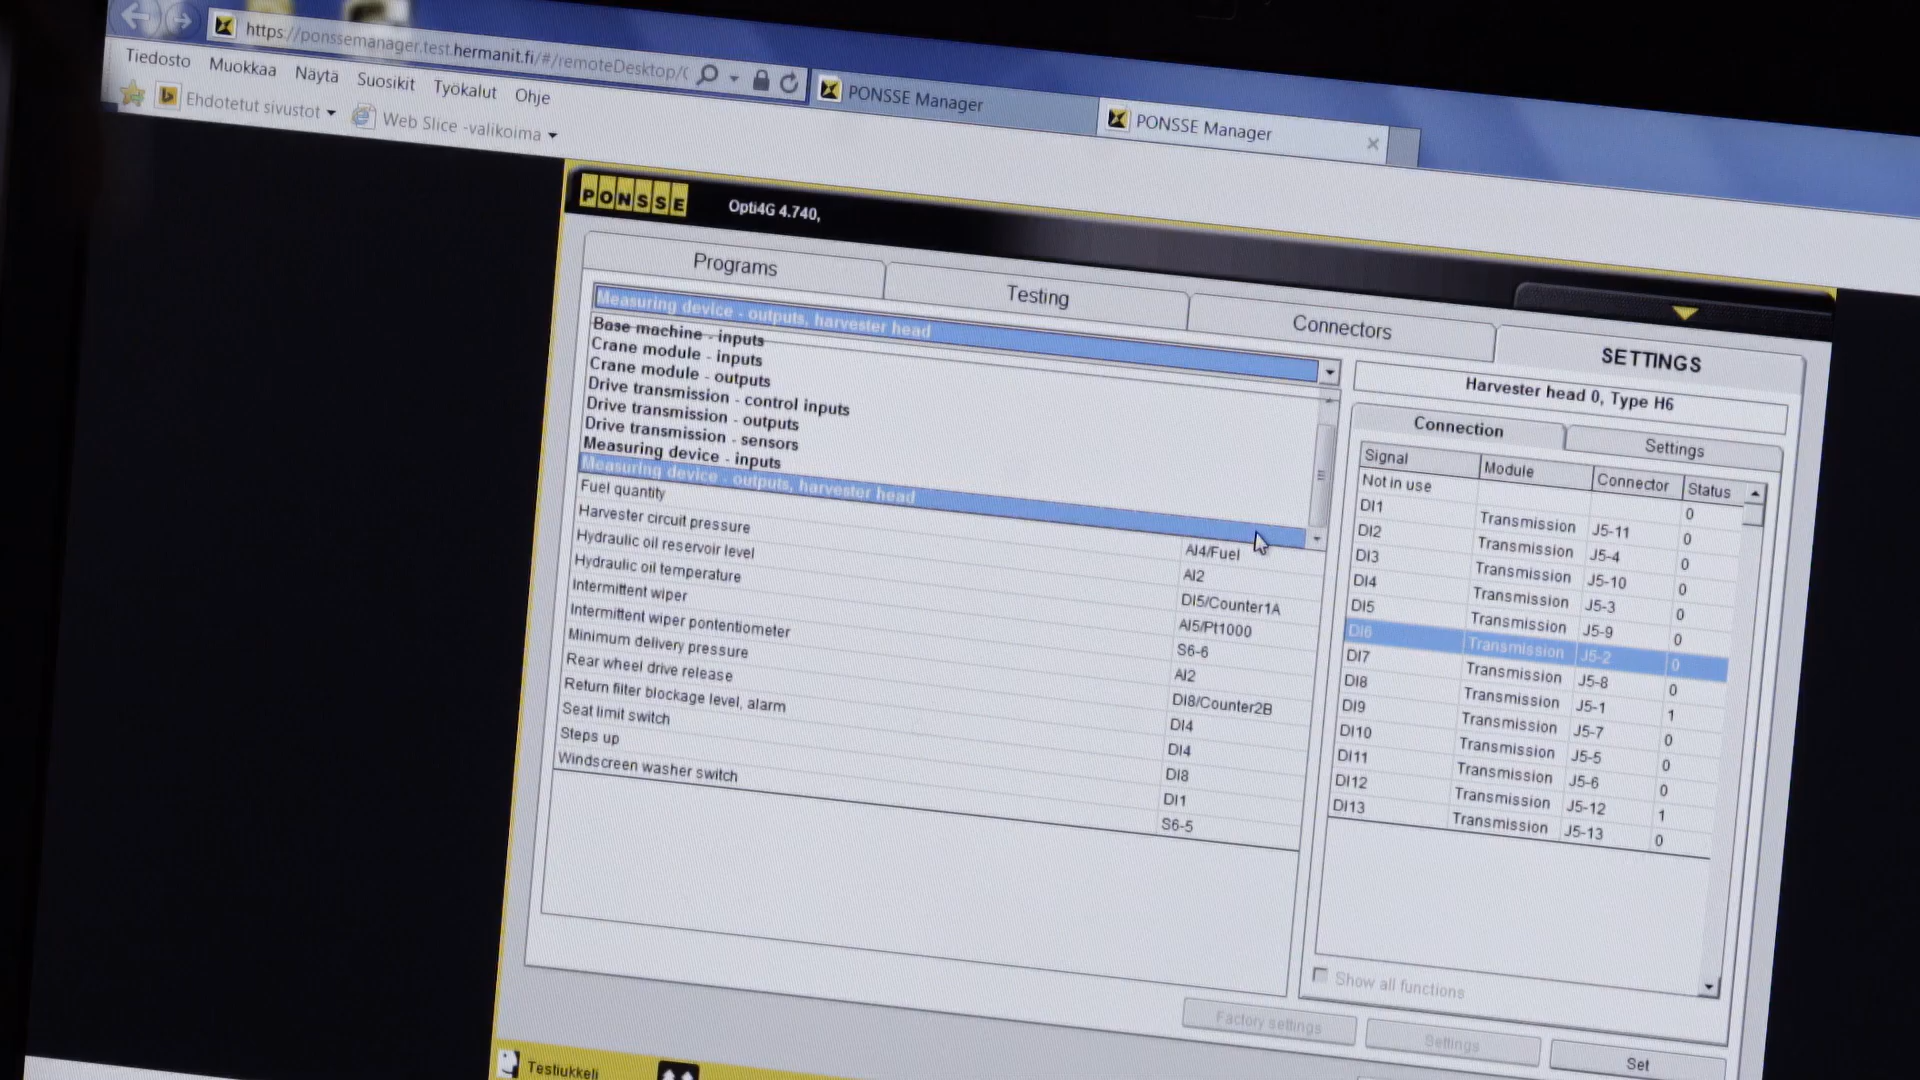 https://ponssemanager.test.hermanit.fi/#/remoteDesktop/
PONSSE Manager
PONSSE Manager
Tiedosto Muokkaa Näytä Suosikit Työkalut Ohje
Ehdotetut sivustot Web Slice -valikoima
PONSSE
Opti4G 4.740,
Programs
Testing
Connectors
SETTINGS
Measuring device - outputs, harvester head
Base machine - inputs
Crane module - inputs
Crane module - outputs
Drive transmission - control inputs
Drive transmission - outputs
Drive transmission - sensors
Measuring device - inputs
Measuring device - outputs, harvester head
Fuel quantity AI4/Fuel
Harvester circuit pressure AI2
Hydraulic oil reservoir level DI5/Counter1A
Hydraulic oil temperature AI5/Pt1000
Intermittent wiper S6-6
Intermittent wiper pontentiometer AI2
Minimum delivery pressure DI8/Counter2B
Rear wheel drive release DI4
Return filter blockage level, alarm DI4
Seat limit switch DI8
Steps up DI1
Windscreen washer switch S6-5
Harvester head 0, Type H6
Connection
Settings
Signal Module Connector Status
Not in use 0
DI1 Transmission J5-11 0
DI2 Transmission J5-4 0
DI3 Transmission J5-10 0
DI4 Transmission J5-3 0
DI5 Transmission J5-9 0
DI6 Transmission J5-2 0
DI7 Transmission J5-8 0
DI8 Transmission J5-1 1
DI9 Transmission J5-7 0
DI10 Transmission J5-5 0
DI11 Transmission J5-6 0
DI12 Transmission J5-12 1
DI13 Transmission J5-13 0
Show all functions
Factory settings
Settings
Set
Testiukkeli